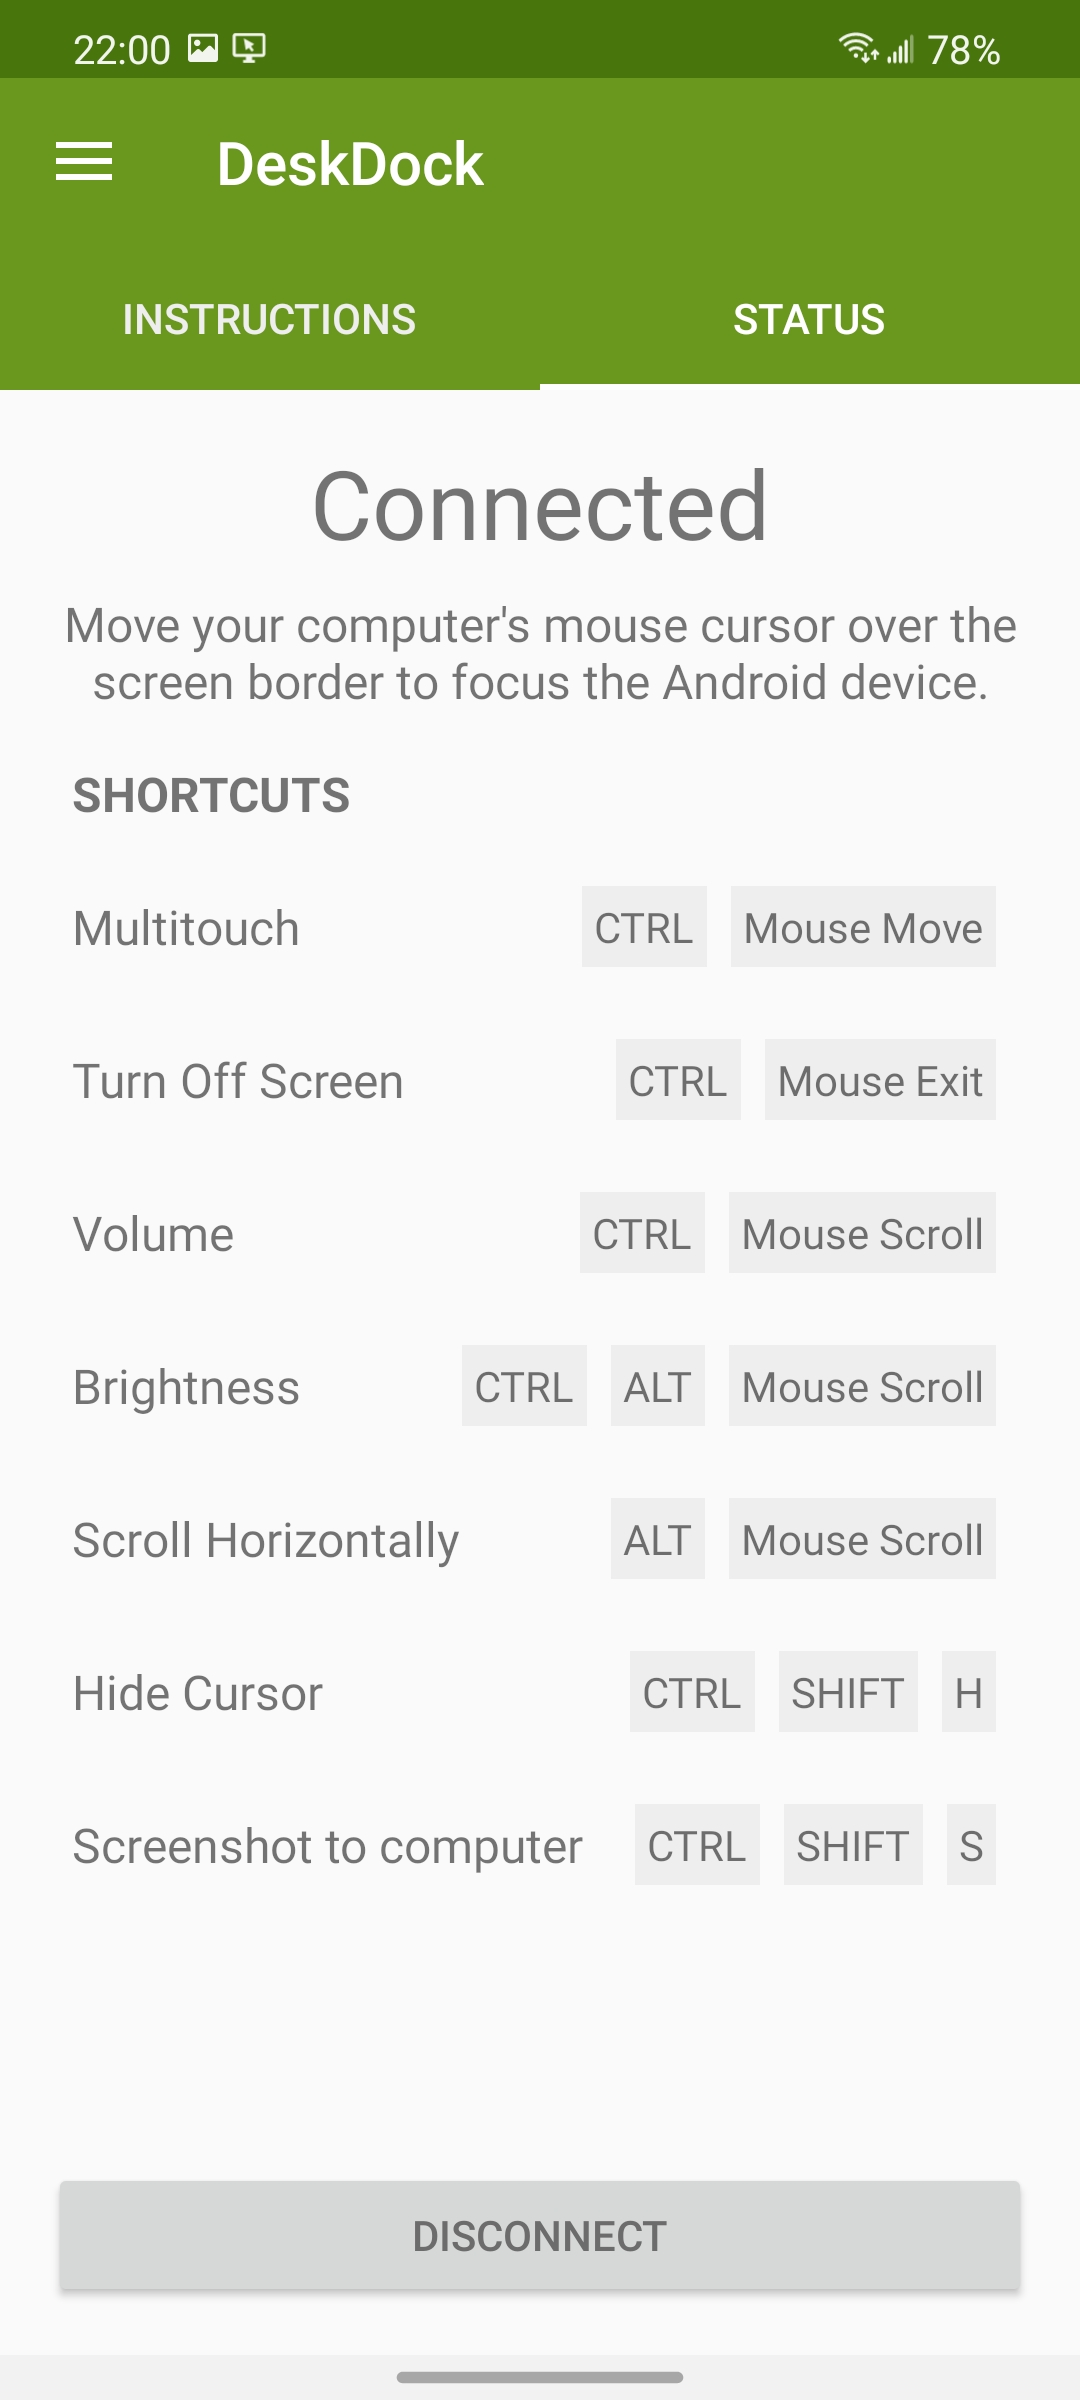 22:00 78%
DeskDock
INSTRUCTIONS STATUS
Connected
Move your computer's mouse cursor over the
screen border to focus the Android device.
SHORTCUTS
Multitouch CTRL Mouse Move
Turn Off Screen CTRL Mouse Exit
Volume CTRL Mouse Scroll
Brightness CTRL ALT Mouse Scroll
Scroll Horizontally ALT Mouse Scroll
Hide Cursor CTRL SHIFT H
Screenshot to computer CTRL SHIFT S
DISCONNECT